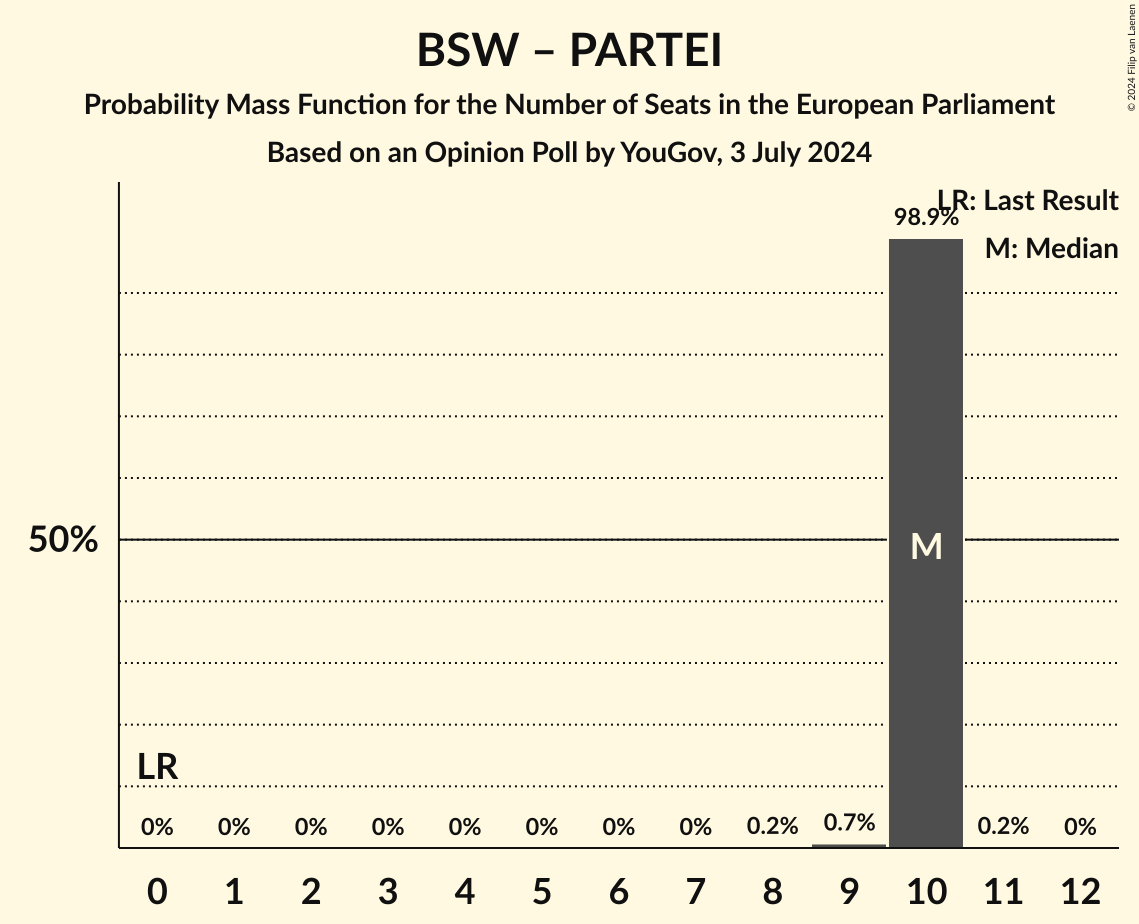 BSW – PARTEI
Probability Mass Function for the Number of Seats in the European Parliament
Based on an Opinion Poll by YouGov, 3 July 2024
© 2024 Filip van Laenen
LR: Last Result
98.9%
M: Median
50%
M
LR
0% 0% 0% 0% 0% 0% 0% 0% 0.2% 0.7% 0.2% 0%
0 1 2 3 4 5 6 7 8 9 10 11 12